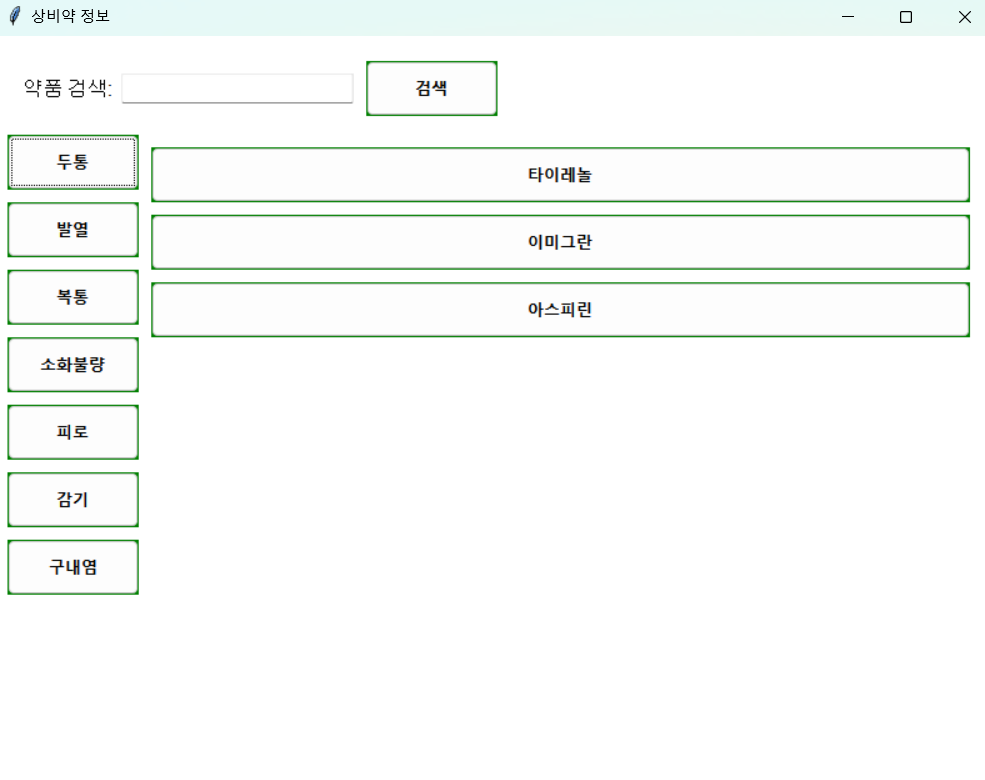 상비약 정보
약품 검색:
검색
두통
발열
복통
소화불량
피로
감기
구내염
타이레놀
이미그란
아스피린